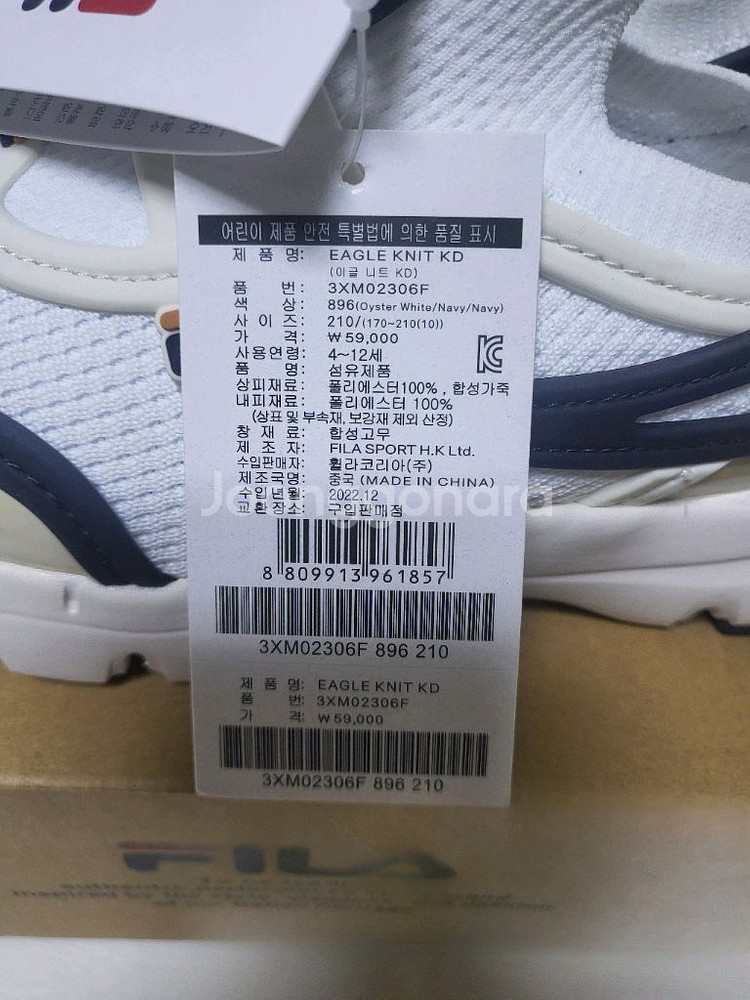 어린이 제품 안전 특별법에 의한 품질 표시
제 품 명: EAGLE KNIT KD
(이글 니트 KD)
품 번: 3XM02306F
색 상: 896(Oyster White/Navy/Navy)
사 이 즈: 210/(170~210(10))
가 격: ₩59,000
사용연령: 4~12세
품 명: 섬유제품
상피재료: 폴리에스터100%, 합성가죽
내피재료: 폴리에스터 100%
(상표 및 부속재, 보강재 제외 산정)
창 재 료: 합성고무
제 조 자: FILA SPORT H.K Ltd.
수입판매자: 휠라코리아(주)
제조국명: 중국 (MADE IN CHINA)
수입년월: 2022.12
교환장소: 구입판매점
Joonggonara
8 809913 961857
3XM02306F 896 210
제 품 명: EAGLE KNIT KD
품 번: 3XM02306F
가 격: ₩59,000
3XM02306F 896 210
FILA